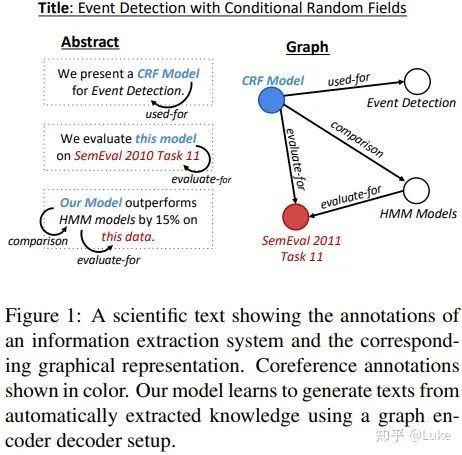 Title: Event Detection with Conditional Random Fields
Abstract
We present a CRF Model
for Event Detection.
used-for
We evaluate this model
on SemEval 2010 Task 11
evaluate-for
Our Model outperforms
HMM models by 15% on
this data.
comparison
evaluate-for
Graph
CRF Model
used-for
Event Detection
comparison
evaluate-for
evaluate-for
HMM Models
SemEval 2011
Task 11
Figure 1: A scientific text showing the annotations of
an information extraction system and the correspond-
ing graphical representation. Coreference annotations
shown in color. Our model learns to generate texts from
automatically extracted knowledge using a graph en-
coder decoder setup.
知乎 @Luke